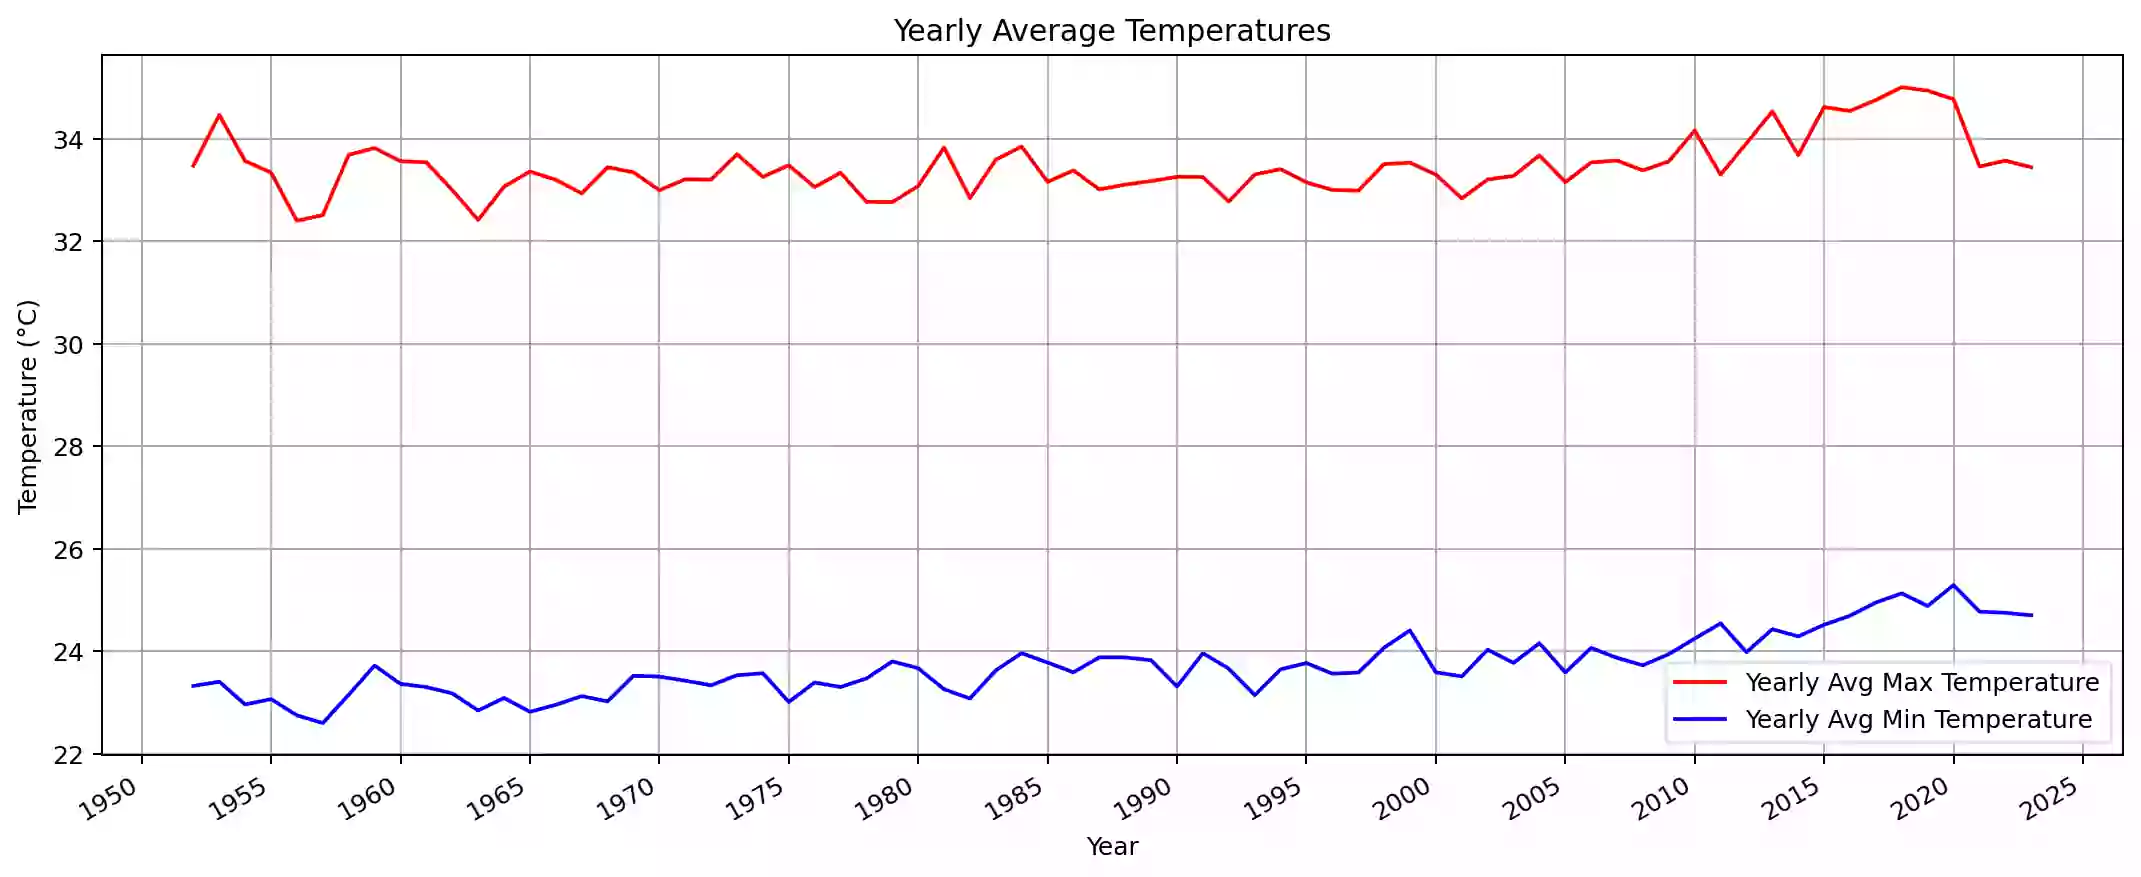 Yearly Average Temperatures
Temperature (°C)
34
32
30
28
26
24
22
Yearly Avg Max Temperature
Yearly Avg Min Temperature
1950 1955 1960 1965 1970 1975 1980 1985 1990 1995 2000 2005 2010 2015 2020 2025
Year